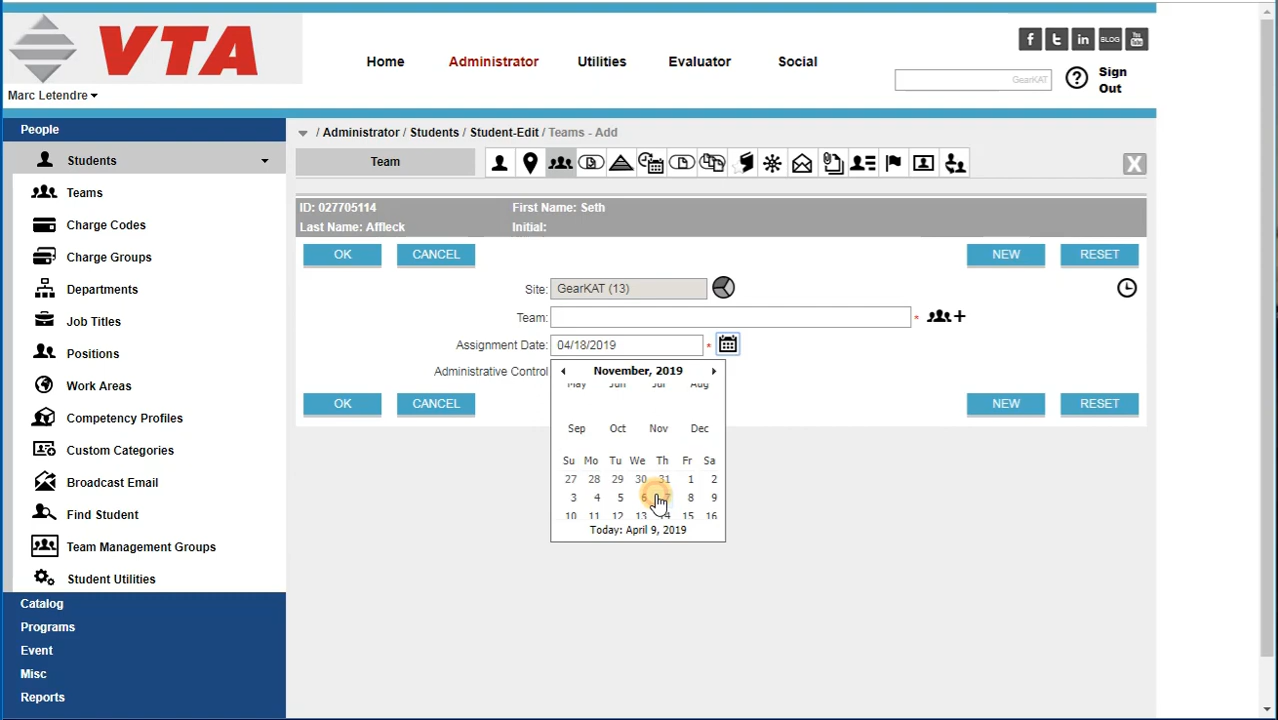 VTA
Home
Administrator
Utilities
Evaluator
Social
BLOG
You
GearKAT
Sign
Out
Marc Letendre
People
Students
Teams
Charge Codes
Charge Groups
Departments
Job Titles
Positions
Work Areas
Competency Profiles
Custom Categories
Broadcast Email
Find Student
Team Management Groups
Student Utilities
Catalog
Programs
Event
Misc
Reports
/ Administrator / Students / Student-Edit / Teams - Add
Team
X
ID: 027705114
First Name: Seth
Last Name: Affleck
Initial:
OK
CANCEL
NEW
RESET
Site: GearKAT (13)
Team: *
Assignment Date: 04/18/2019 *
Administrative Control
November, 2019
May Jun Jul Aug
Sep Oct Nov Dec
Su Mo Tu We Th Fr Sa
27 28 29 30 31 1 2
3 4 5 6 7 8 9
10 11 12 13 14 15 16
Today: April 9, 2019
OK
CANCEL
NEW
RESET